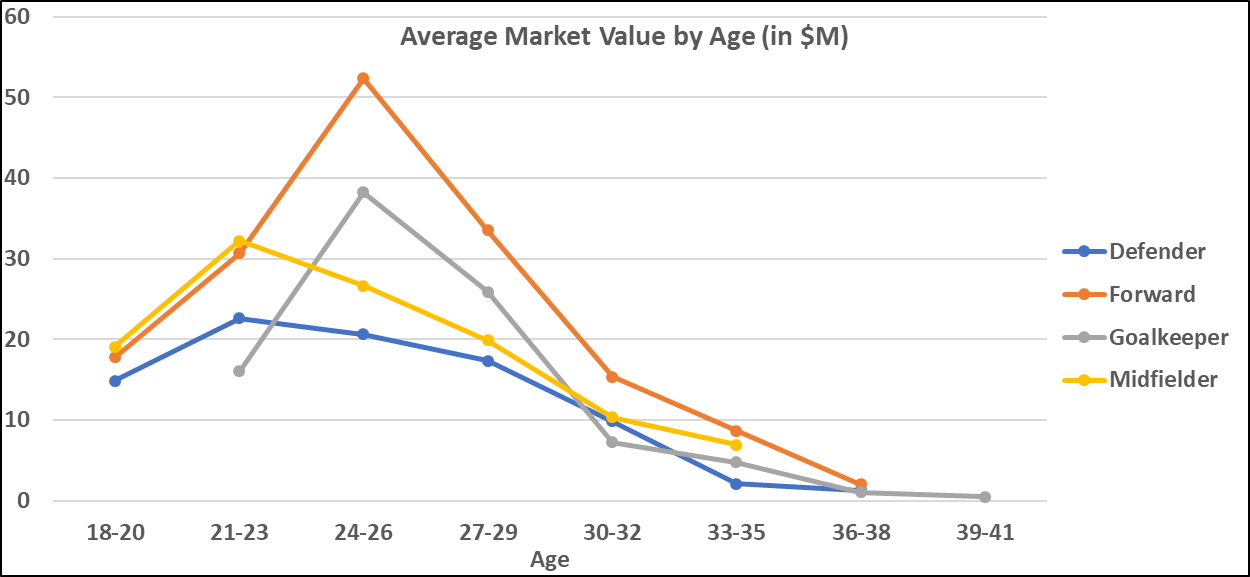 Average Market Value by Age (in $M)
60
50
40
30
20
10
0
18-20 21-23 24-26 27-29 30-32 33-35 36-38 39-41
Age
Defender
Forward
Goalkeeper
Midfielder